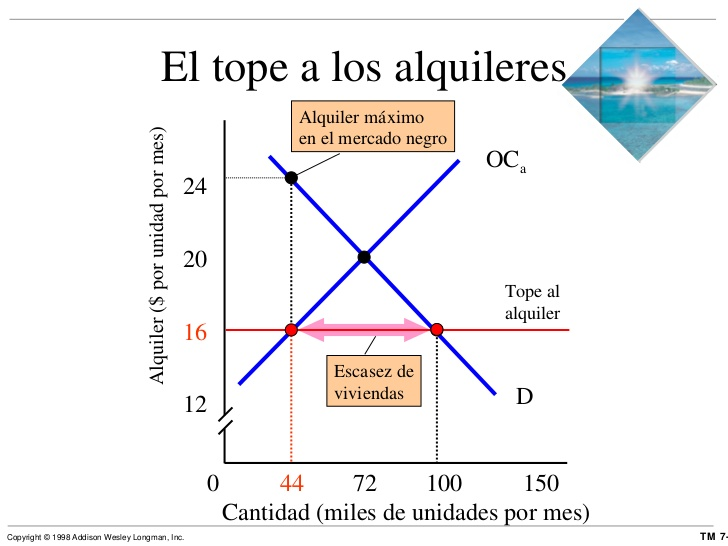 El tope a los alquileres
Alquiler máximo
en el mercado negro
OCa
Alquiler ($ por unidad por mes)
24
20
16
12
Tope al
alquiler
Escasez de
viviendas
D
0 44 72 100 150
Cantidad (miles de unidades por mes)
Copyright © 1998 Addison Wesley Longman, Inc.
TM 7-